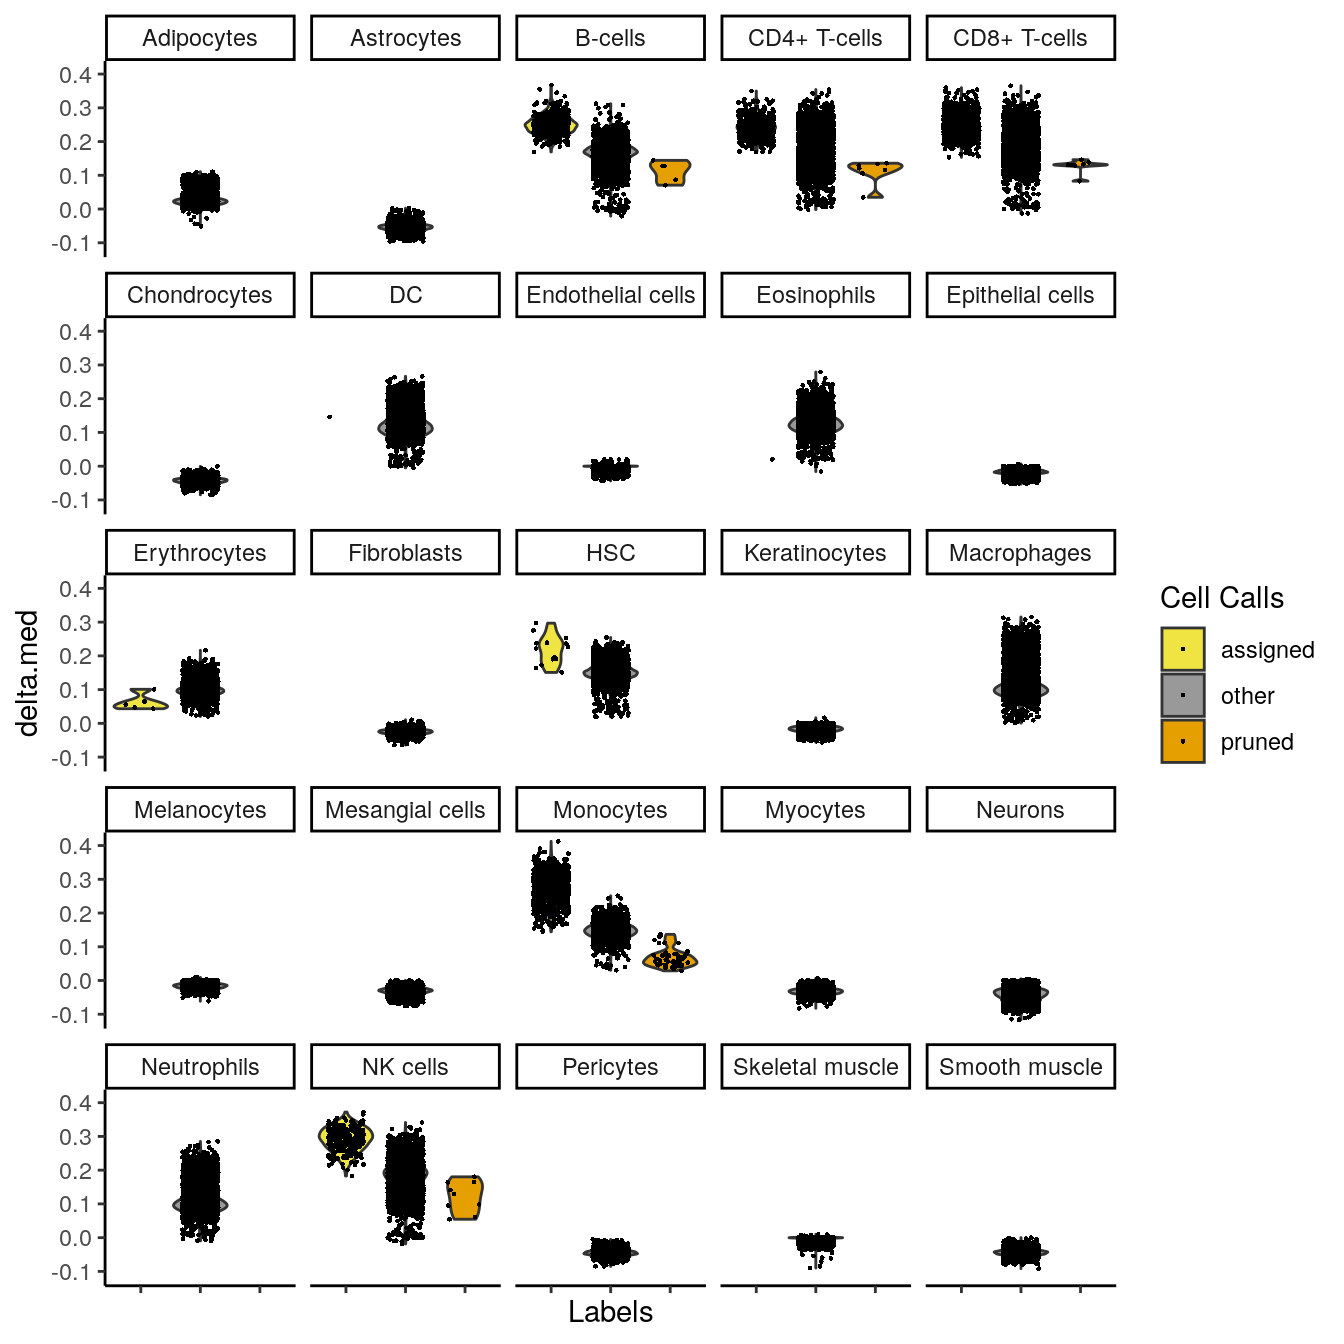 Adipocytes Astrocytes B-cells CD4+ T-cells CD8+ T-cells
0.4
0.3
0.2
0.1
0.0
-0.1
Chondrocytes DC Endothelial cells Eosinophils Epithelial cells
0.4
0.3
0.2
0.1
0.0
-0.1
Erythrocytes Fibroblasts HSC Keratinocytes Macrophages
0.4
0.3
0.2
0.1
0.0
-0.1
Melanocytes Mesangial cells Monocytes Myocytes Neurons
0.4
0.3
0.2
0.1
0.0
-0.1
Neutrophils NK cells Pericytes Skeletal muscle Smooth muscle
0.4
0.3
0.2
0.1
0.0
-0.1
delta.med
Labels
Cell Calls
assigned
other
pruned